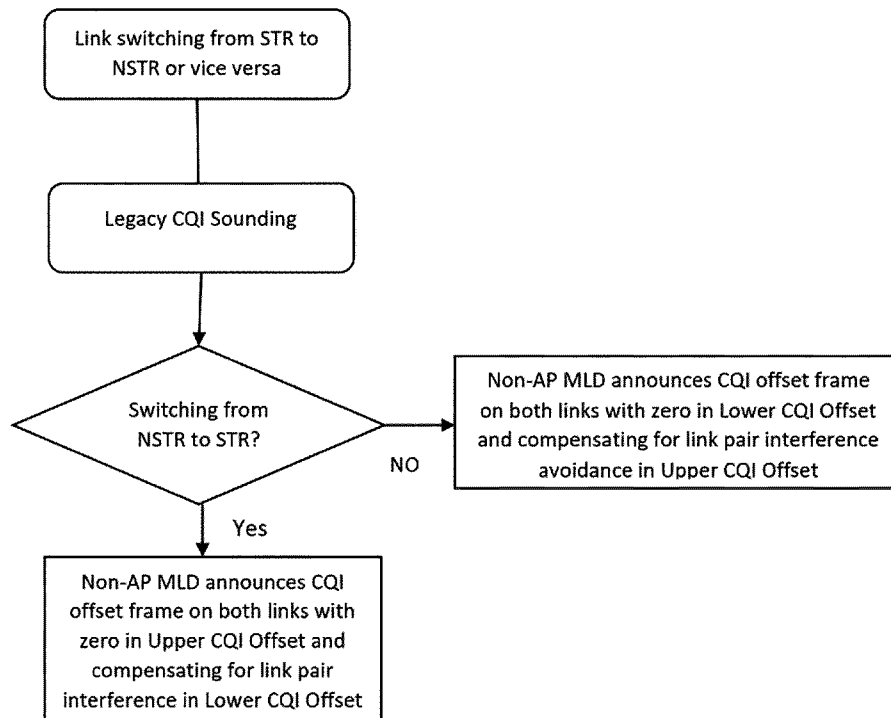 Link switching from STR to
NSTR or vice versa
Legacy CQI Sounding
Switching from
NSTR to STR?
NO
Non-AP MLD announces CQI offset frame
on both links with zero in Lower CQI Offset
and compensating for link pair interference
avoidance in Upper CQI Offset
Yes
Non-AP MLD announces CQI
offset frame on both links with
zero in Upper CQI Offset and
compensating for link pair
interference in Lower CQI Offset